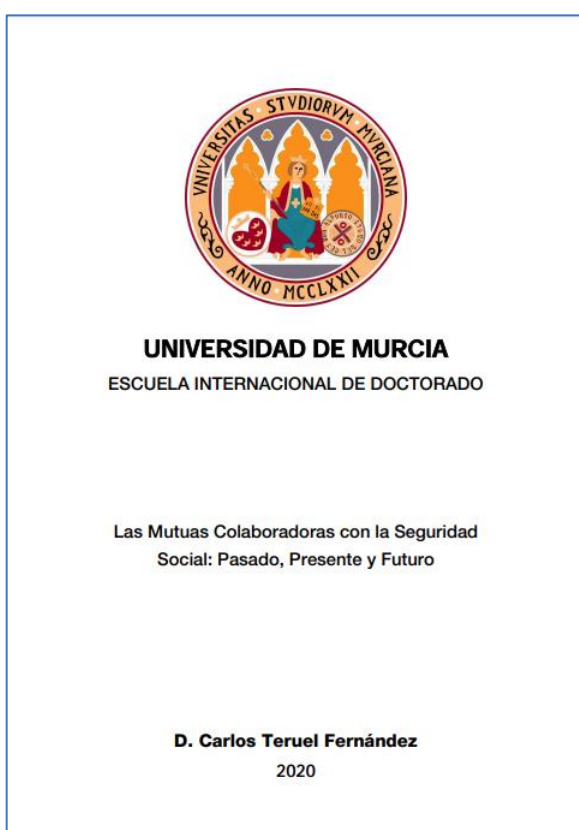 VNIVERSITAS STVDIORVM MVRCIANA
ANNO MCCLXXII
UNIVERSIDAD DE MURCIA
ESCUELA INTERNACIONAL DE DOCTORADO
Las Mutuas Colaboradoras con la Seguridad
Social: Pasado, Presente y Futuro
D. Carlos Teruel Fernández
2020